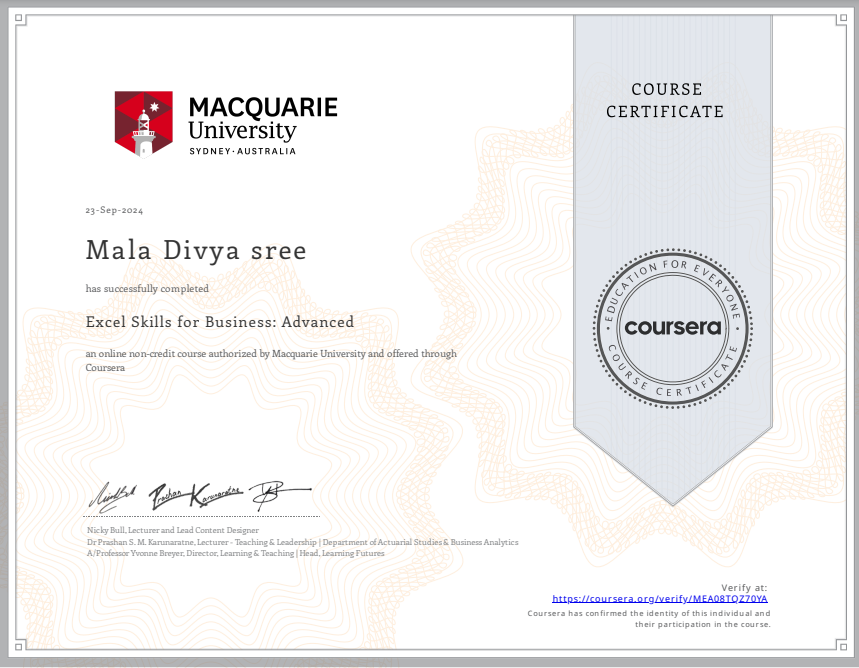 MACQUARIE
University
SYDNEY·AUSTRALIA
COURSE
CERTIFICATE
23-Sep-2024
Mala Divya sree
has successfully completed
Excel Skills for Business: Advanced
an online non-credit course authorized by Macquarie University and offered through
Coursera
EDUCATION FOR EVERYONE
coursera
COURSE CERTIFICATE
Prashan Karunaratne
Nicky Bull, Lecturer and Lead Content Designer
Dr Prashan S. M. Karunaratne, Lecturer - Teaching & Leadership | Department of Actuarial Studies & Business Analytics
A/Professor Yvonne Breyer, Director, Learning & Teaching | Head, Learning Futures
Verify at:
https://coursera.org/verify/MEA08TQZ70YA
Coursera has confirmed the identity of this individual and
their participation in the course.